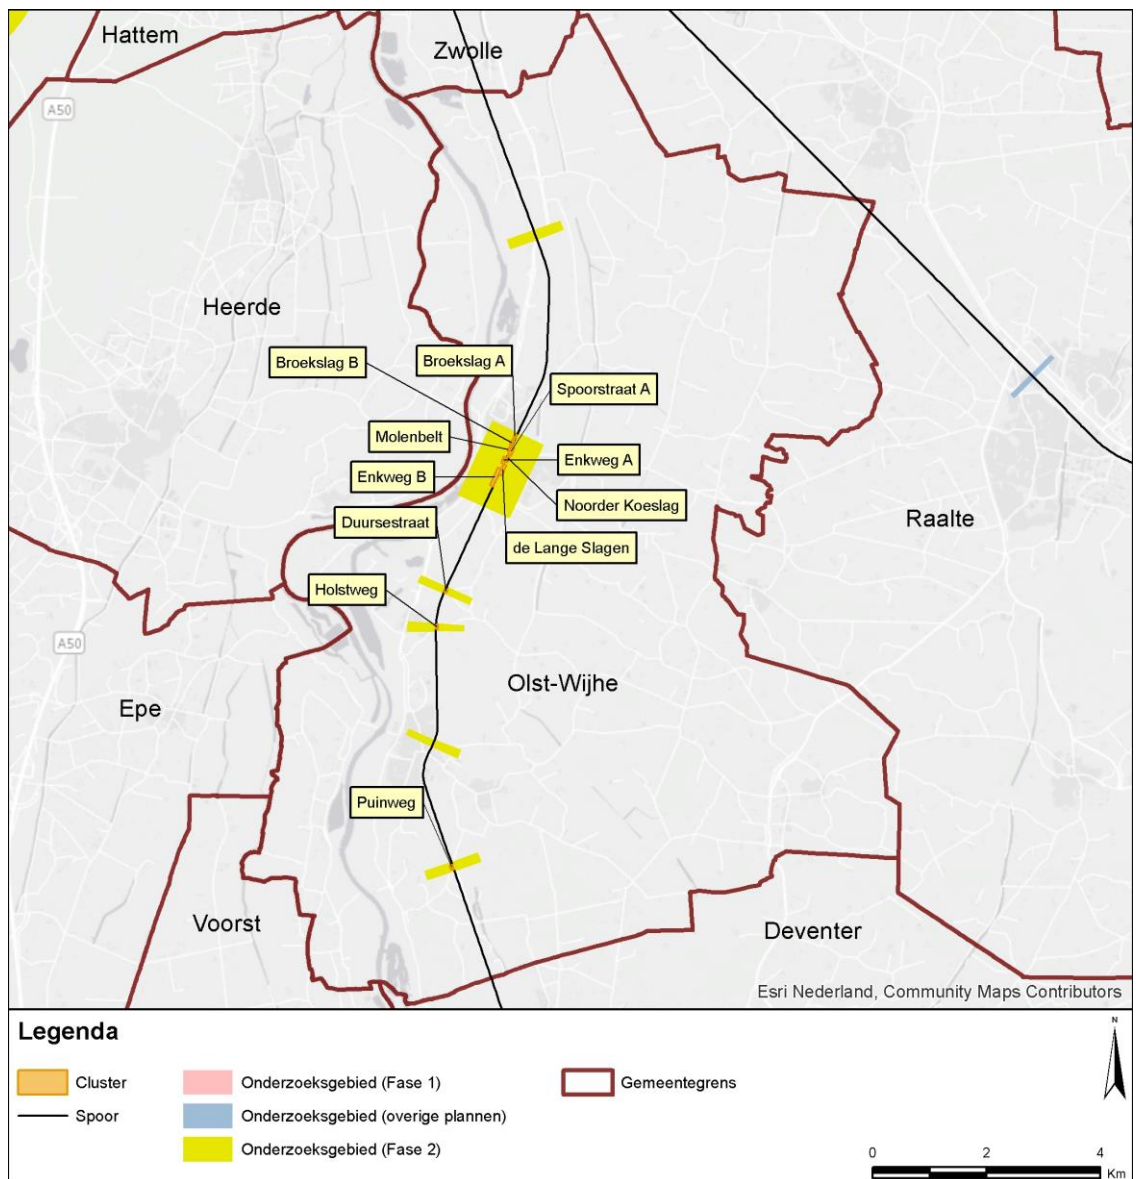 Hattem
Zwolle
A50
Heerde
Broekslag B
Broekslag A
Spoorstraat A
Molenbelt
Enkweg A
Enkweg B
Noorder Koeslag
Duursestraat
de Lange Slagen
Raalte
Holstweg
A50
Olst-Wijhe
Epe
Puinweg
Voorst
Deventer
Esri Nederland, Community Maps Contributors
Legenda
N
Cluster
Onderzoeksgebied (Fase 1)
Gemeentegrens
Spoor
Onderzoeksgebied (overige plannen)
Onderzoeksgebied (Fase 2)
0 2 4
Km